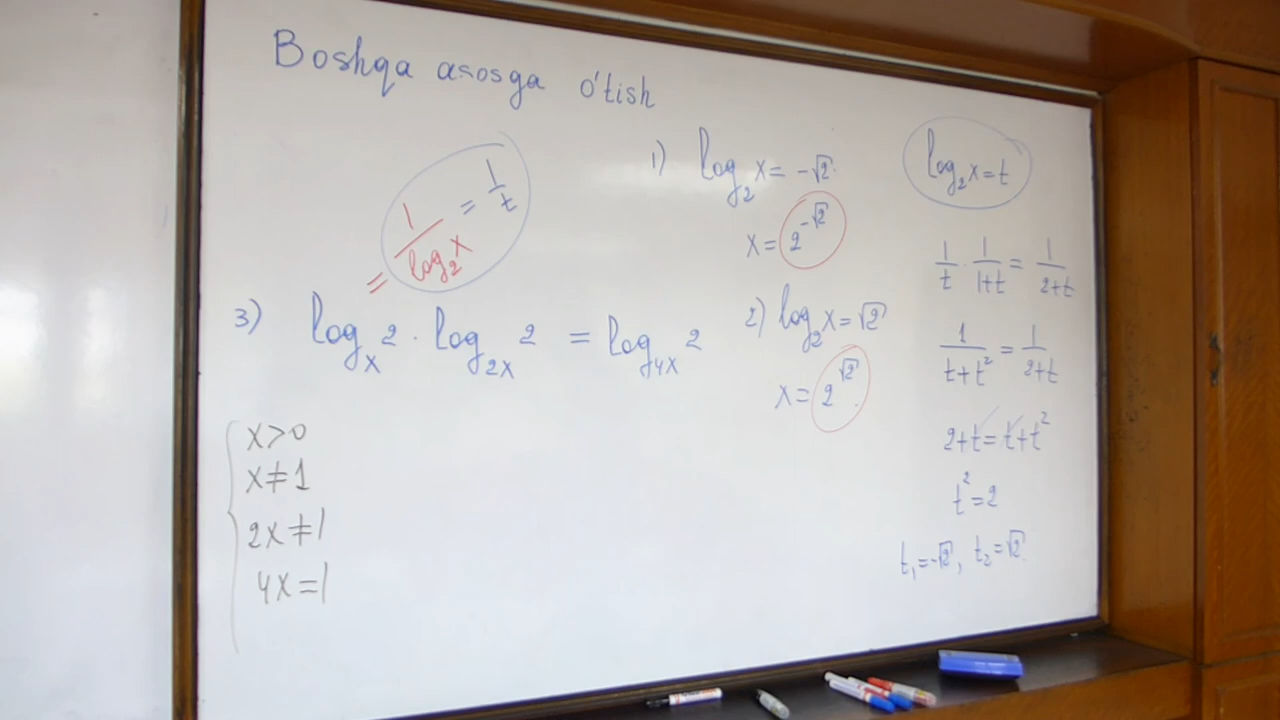 Boshqa asosga o'tish
= 1/log₂x = 1/t
3) logₓ2 · log₂ₓ2 = log₄ₓ2
x>0
x≠1
2x≠1
4x=1
1) log₂x = -√2
x = 2^(-√2)
2) log₂x = √2
x = 2^(√2)
log₂x = t
1/t · 1/(1+t) = 1/(2+t)
1/(t+t²) = 1/(2+t)
2+t = t+t²
t² = 2
t₁ = -√2, t₂ = √2